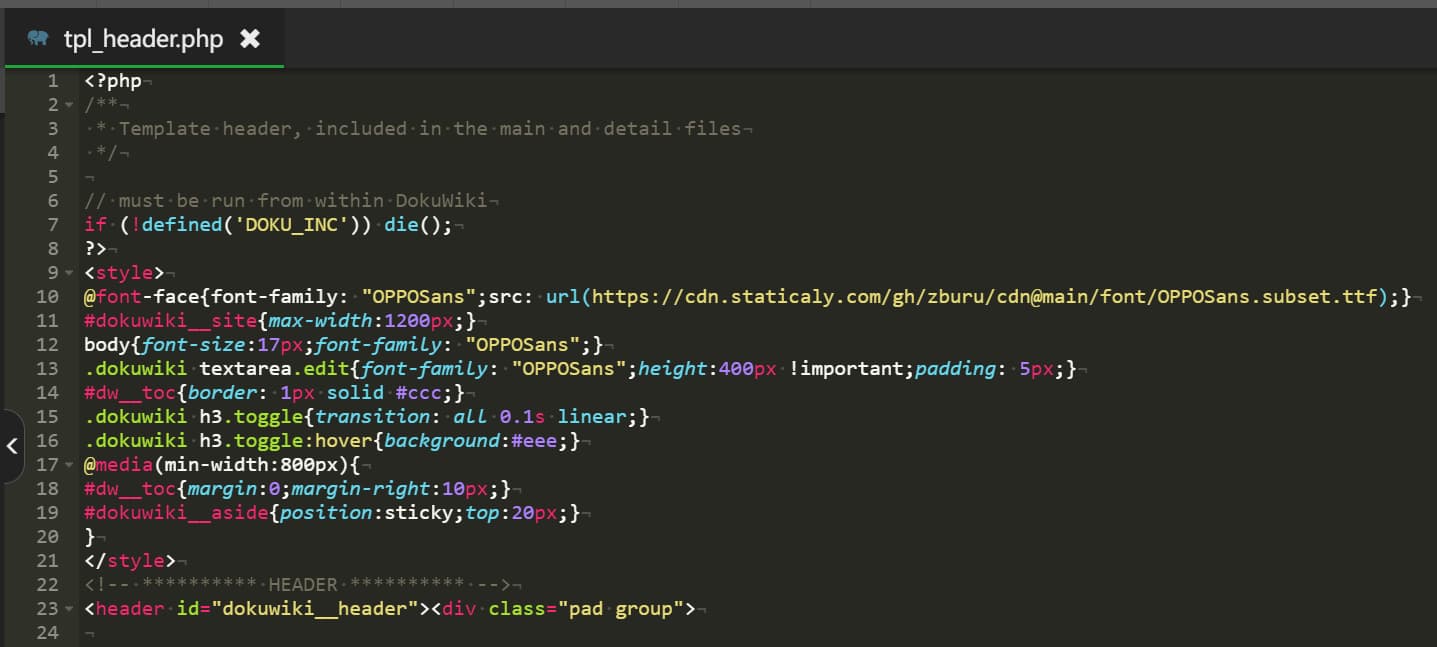 tpl_header.php
1 <?php
2 /**
3 * Template header, included in the main and detail files
4 */
5
6 // must be run from within DokuWiki
7 if (!defined('DOKU_INC')) die();
8 ?>
9 <style>
10 @font-face{font-family: "OPPOSans";src: url(https://cdn.staticaly.com/gh/zburu/cdn@main/font/OPPOSans.subset.ttf);}
11 #dokuwiki__site{max-width:1200px;}
12 body{font-size:17px;font-family: "OPPOSans";}
13 .dokuwiki textarea.edit{font-family: "OPPOSans";height:400px !important;padding: 5px;}
14 #dw__toc{border: 1px solid #ccc;}
15 .dokuwiki h3.toggle{transition: all 0.1s linear;}
16 .dokuwiki h3.toggle:hover{background:#eee;}
17 @media(min-width:800px){
18 #dw__toc{margin:0;margin-right:10px;}
19 #dokuwiki__aside{position:sticky;top:20px;}
20 }
21 </style>
22 <!-- ********** HEADER ********** -->
23 <header id="dokuwiki__header"><div class="pad group">
24